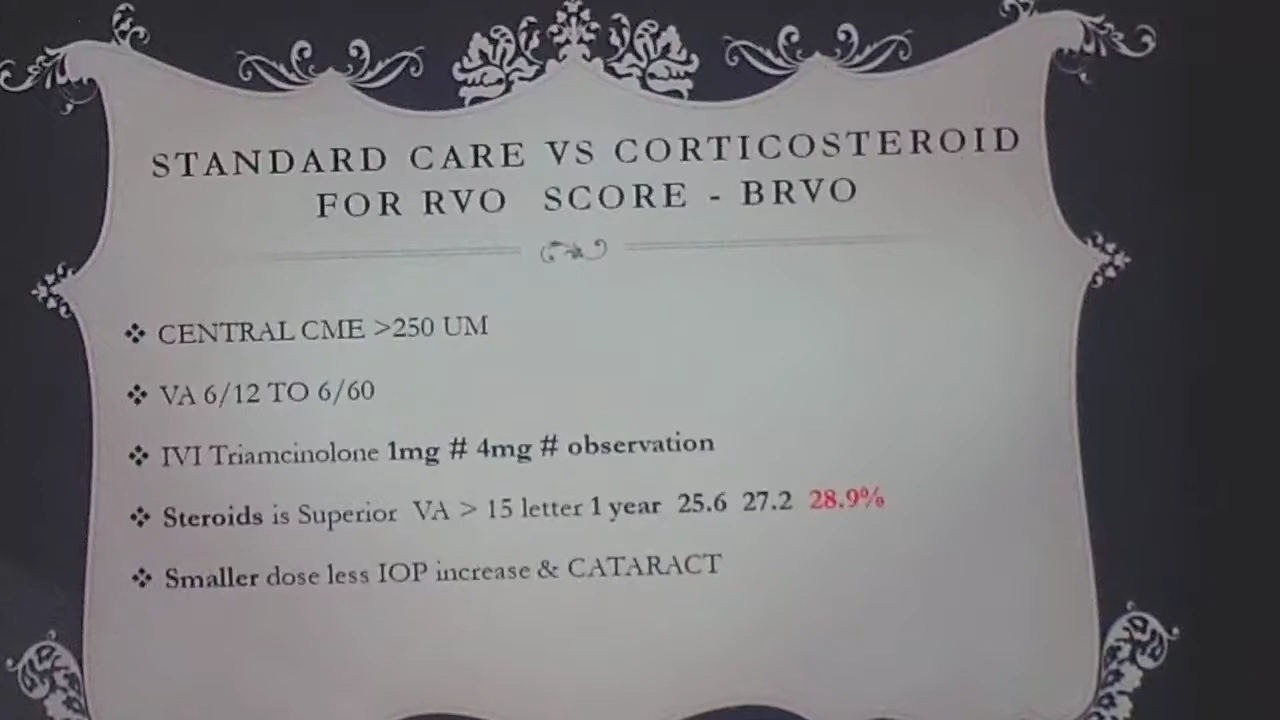 STANDARD CARE VS CORTICOSTEROID
FOR RVO SCORE - BRVO
❖ CENTRAL CME >250 UM
❖ VA 6/12 TO 6/60
❖ IVI Triamcinolone 1mg # 4mg # observation
❖ Steroids is Superior VA > 15 letter 1 year 25.6 27.2 28.9%
❖ Smaller dose less IOP increase & CATARACT